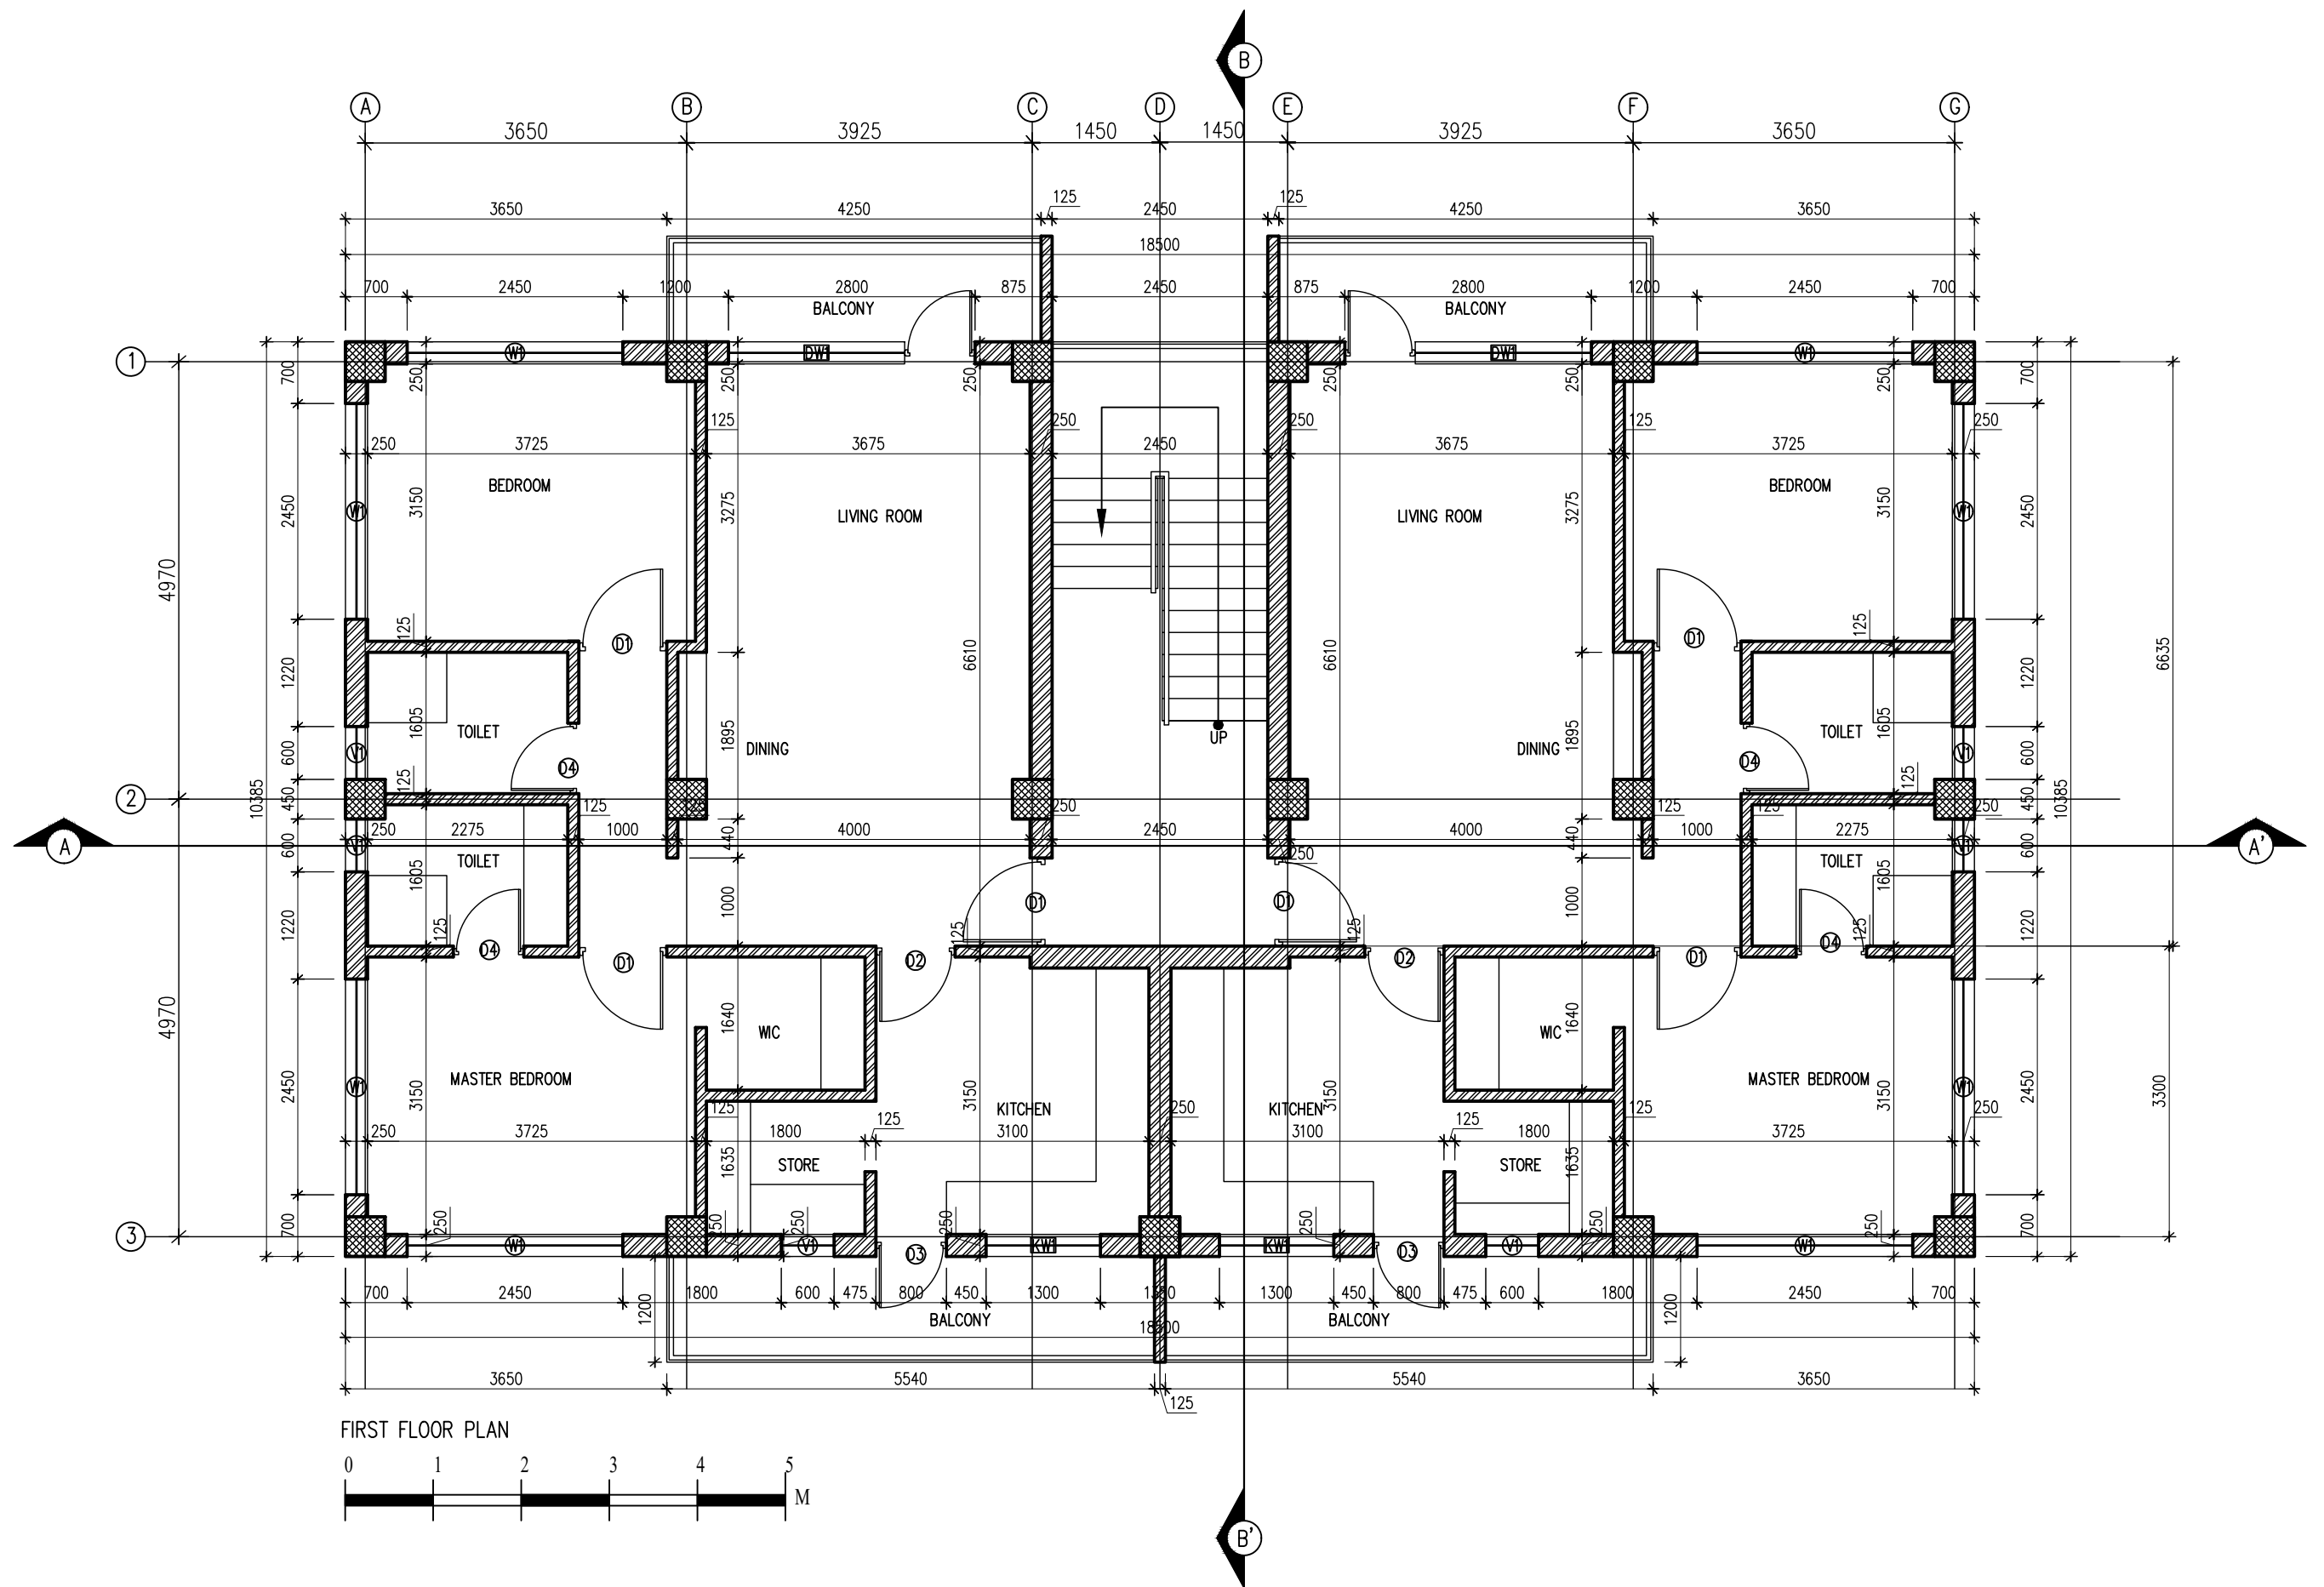 B
A B C D E F G
3650 3925 1450 1450 3925 3650
125 125
3650 4250 2450 4250 3650
18500
700 2450 1200 2800 875 2450 875 2800 1200 2450 700
BALCONY BALCONY
1 W1 DW1 DW1 W1
700 250 250 250 250 250 250 700
125 250 250 125 250
250 3725 3675 2450 3675 3725
BEDROOM BEDROOM
2450 W1 3150 3275 LIVING ROOM LIVING ROOM 3275 3150 W1 2450
4970
125 D1 D1 125
1220 6610 6610 1220 6635
1605 TOILET TOILET 1605
UP
600 V1 D4 1895 DINING DINING 1895 D4 V1 600
10385 125 125 10385
2 450 125 125 250 125 125 250 450
250 2275 1000 4000 2450 4000 1000 2275
A 600 V1 440 440 V1 600 A'
TOILET 250 TOILET
1605 1605
D1 D1
1220 125 1000 125 125 1000 125 1220
D4 D1 D2 D2 D1 D4
4970
1640 WIC WIC 1640
MASTER BEDROOM MASTER BEDROOM
2450 W1 3150 3150 3150 3150 W1 2450 3300
125 KITCHEN 250 KITCHEN 125 250
250 3725 1800 125 3100 3100 125 1800 3725
1635 STORE STORE 1635
700 250 250 250 250 250 250 250 700
3 W1 V1 D3 KW1 KW1 D3 V1 W1
700 2450 1800 600 475 800 450 1300 1350 1300 450 800 475 600 1800 2450 700
1200 BALCONY BALCONY 1200
18500
3650 5540 5540 3650
125
FIRST FLOOR PLAN
0 1 2 3 4 5
M
B'